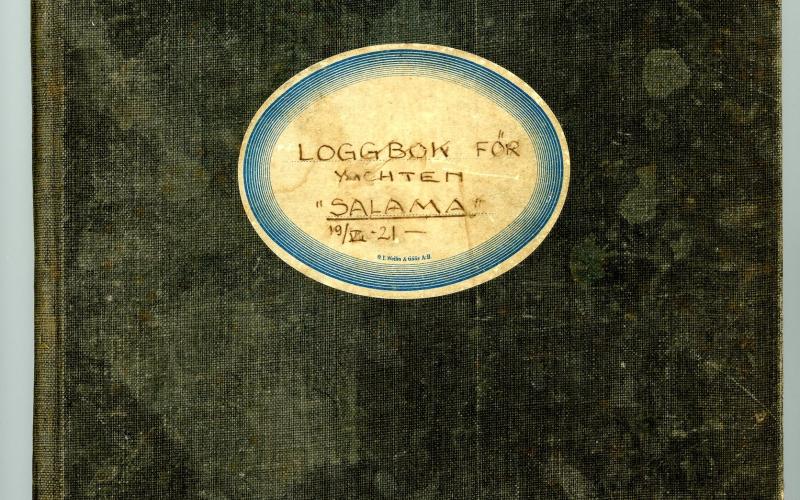 LOGGBOK FÖR
YACHTEN
"SALAMA"
19/VI-21 —